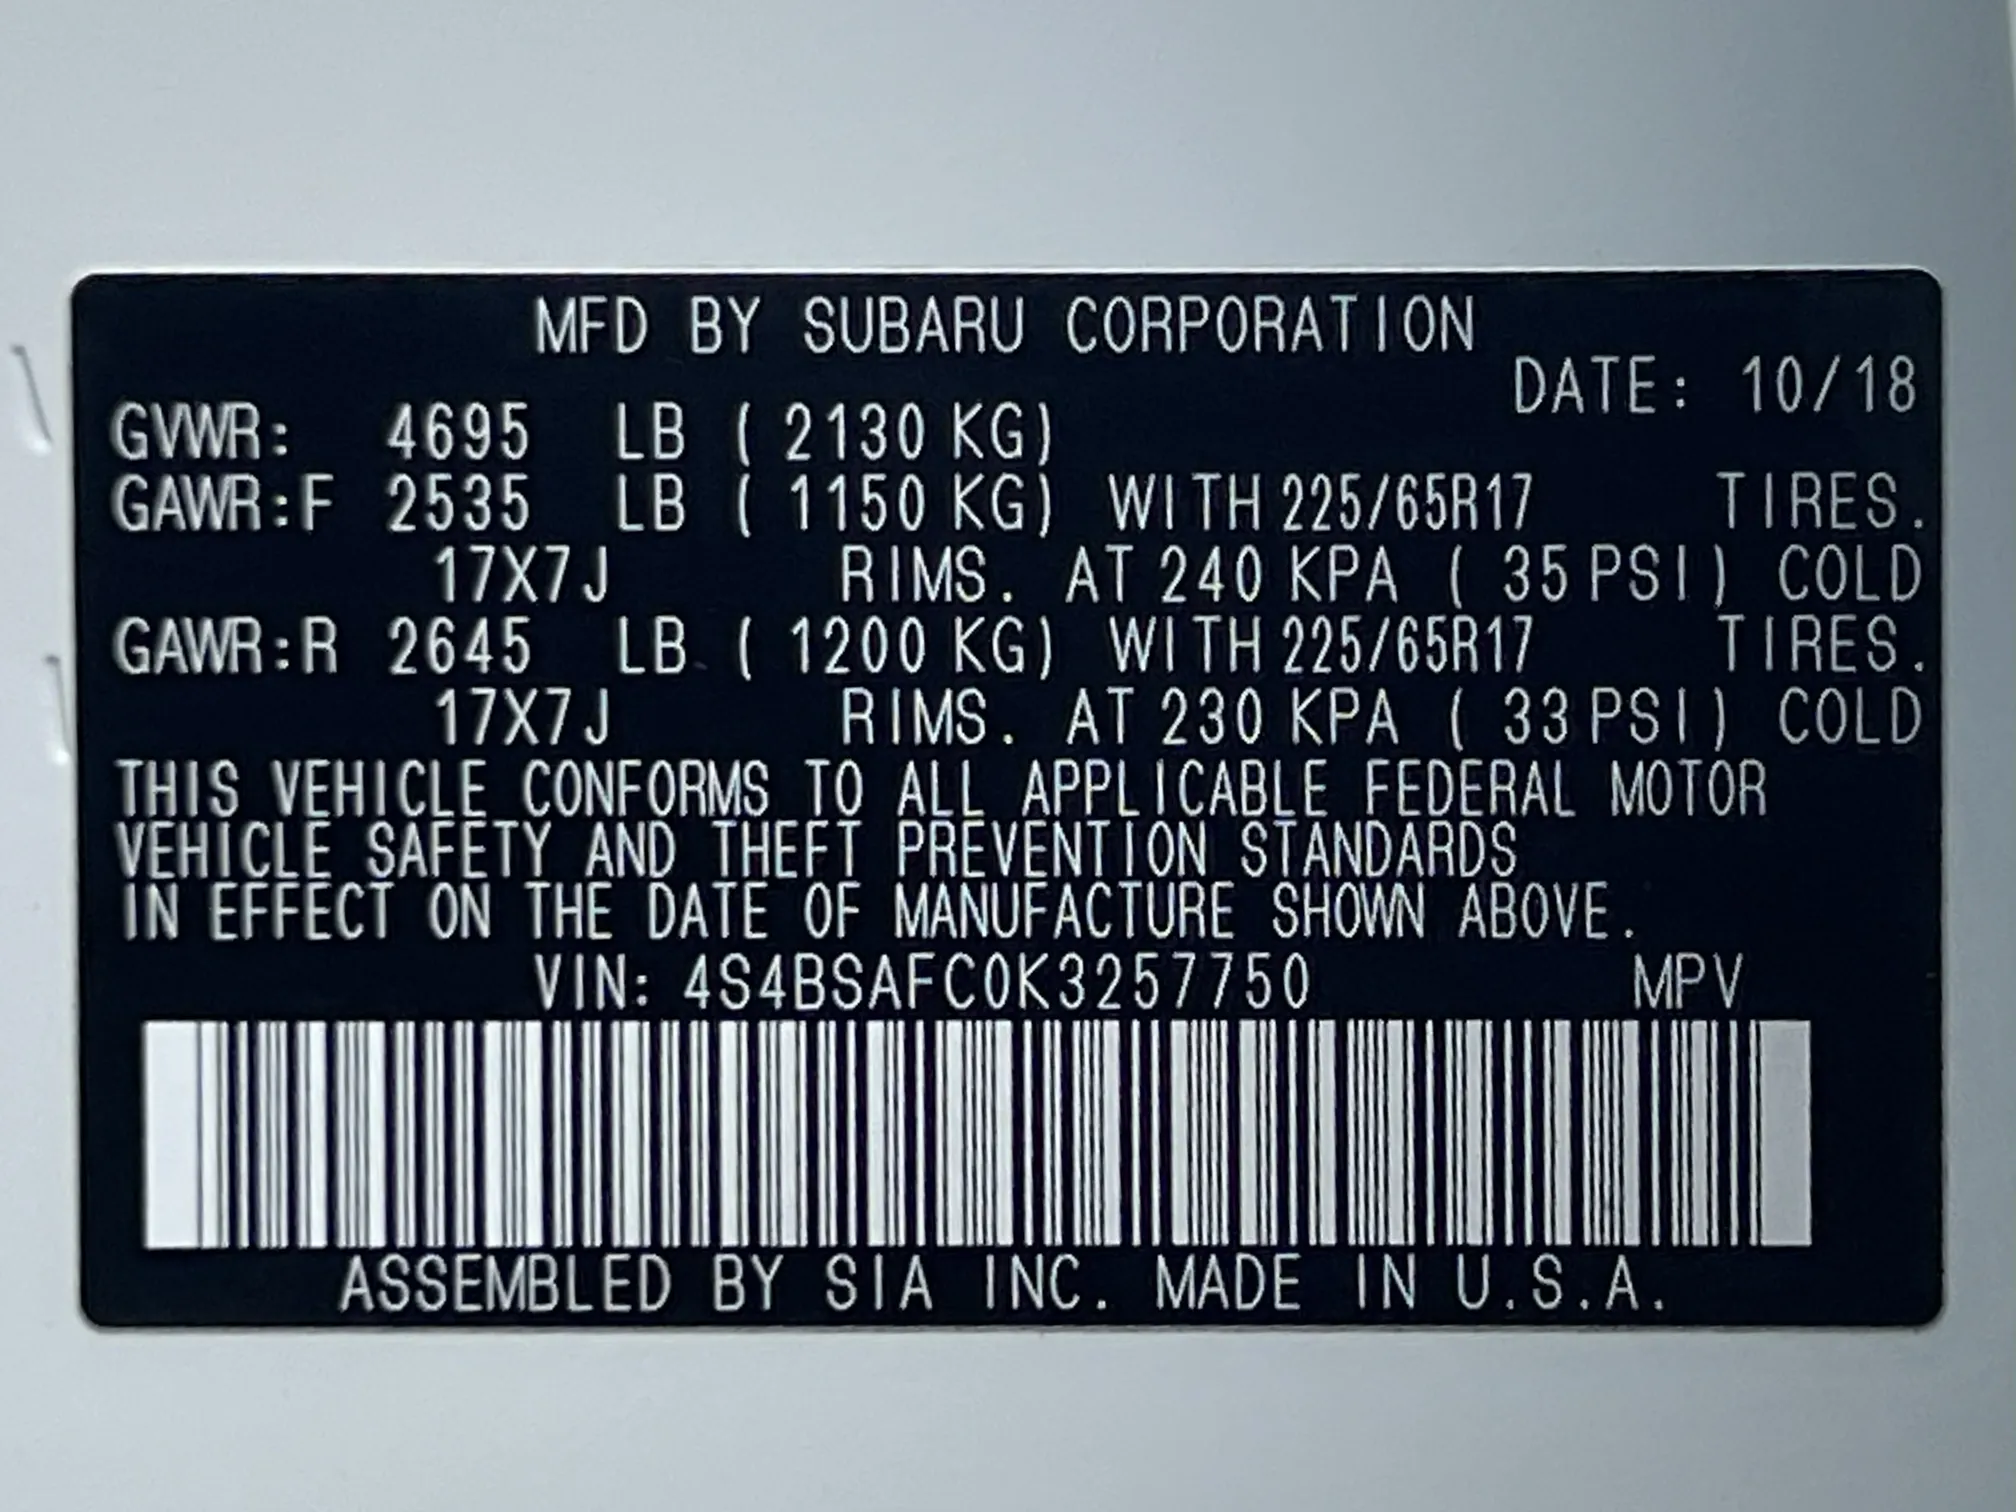 MFD BY SUBARU CORPORATION
DATE: 10/18
GVWR: 4695 LB ( 2130 KG)
GAWR:F 2535 LB ( 1150 KG) WITH 225/65R17 TIRES.
17X7J RIMS. AT 240 KPA ( 35 PSI) COLD
GAWR:R 2645 LB ( 1200 KG) WITH 225/65R17 TIRES.
17X7J RIMS. AT 230 KPA ( 33 PSI) COLD
THIS VEHICLE CONFORMS TO ALL APPLICABLE FEDERAL MOTOR
VEHICLE SAFETY AND THEFT PREVENTION STANDARDS
IN EFFECT ON THE DATE OF MANUFACTURE SHOWN ABOVE.
VIN: 4S4BSAFC0K3257750 MPV
ASSEMBLED BY SIA INC. MADE IN U.S.A.